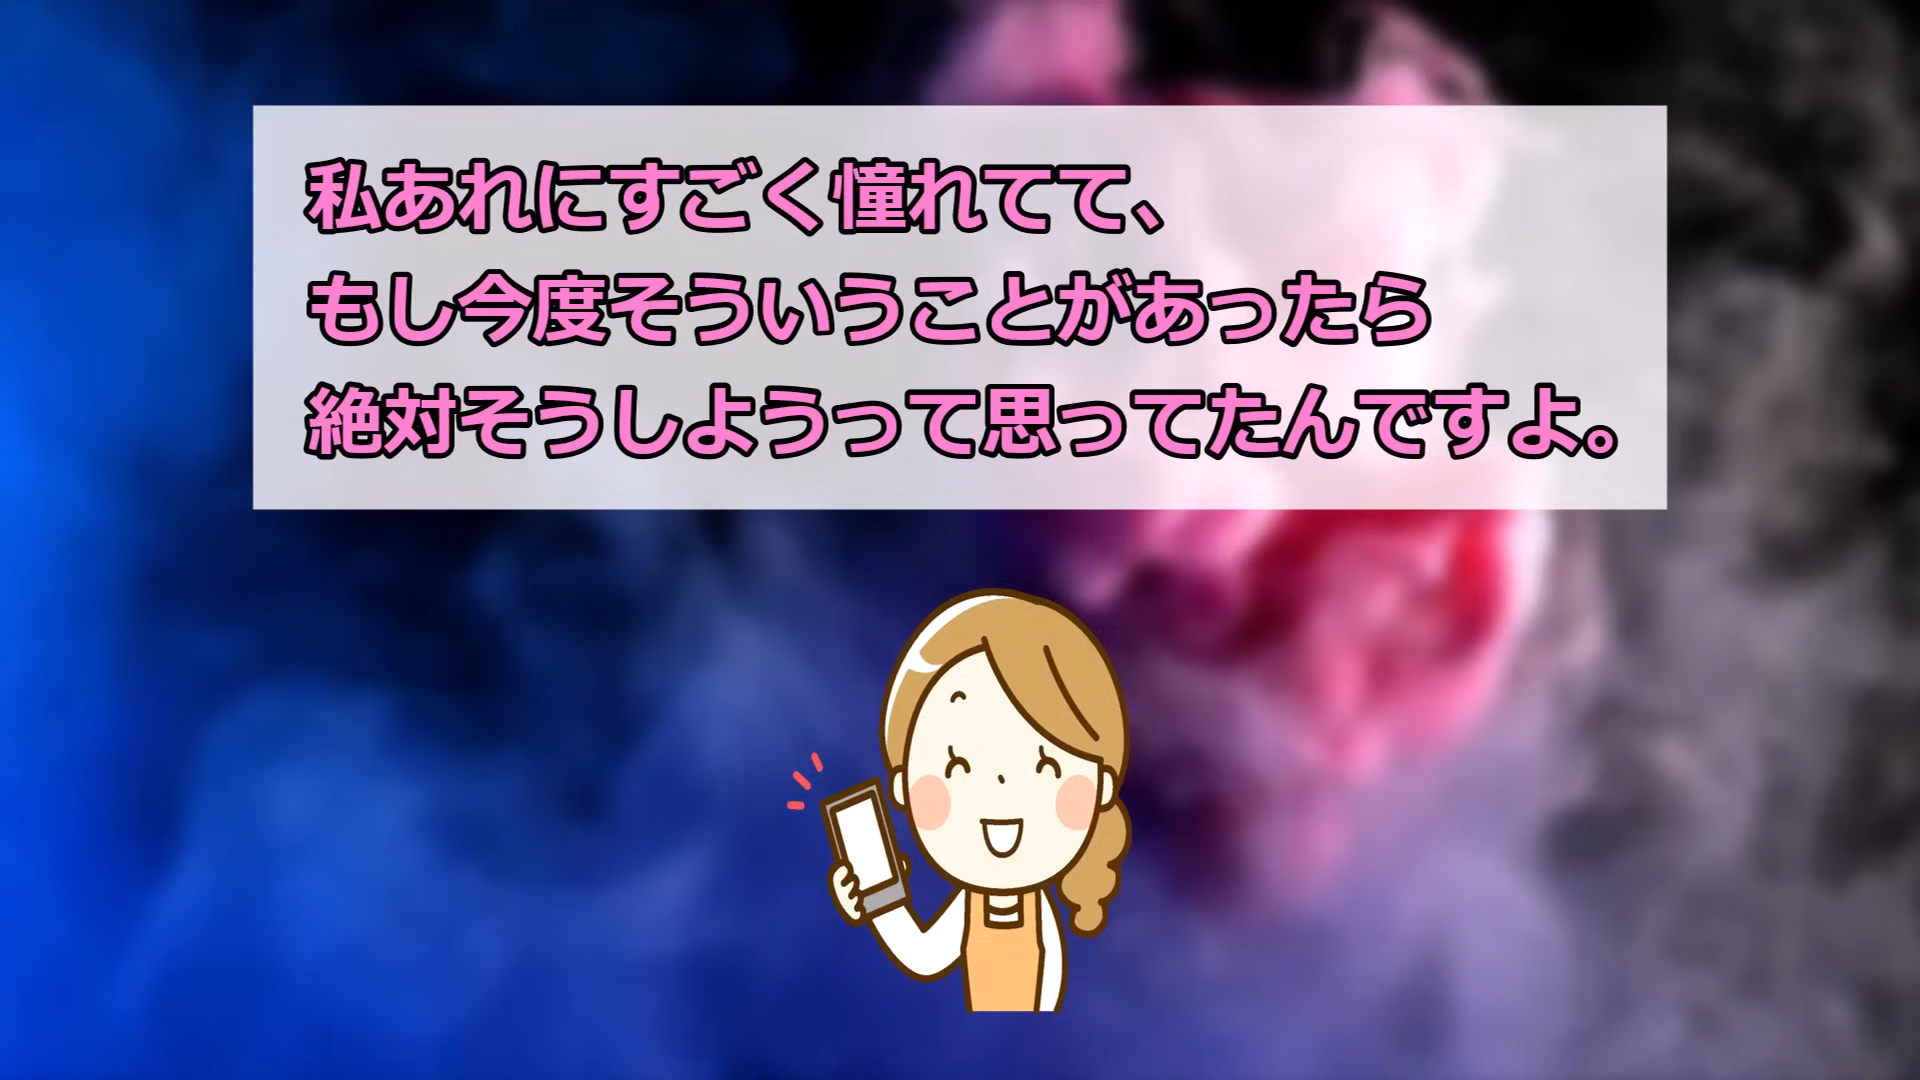 私あれにすごく憧れてて、
もし今度そういうことがあったら
絶対そうしようって思ってたんですよ。